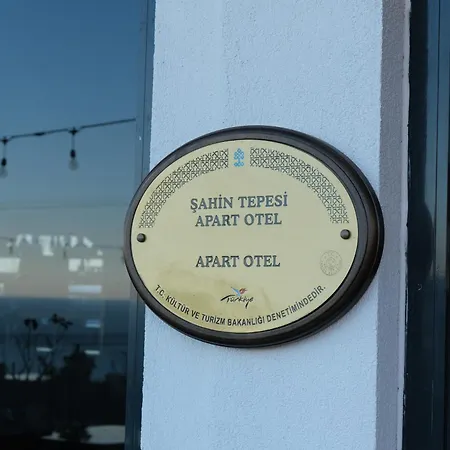 ŞAHİN TEPESİ
APART OTEL
APART OTEL
Türkiye
T.C. KÜLTÜR VE TURİZM BAKANLIĞI DENETİMİNDEDİR.